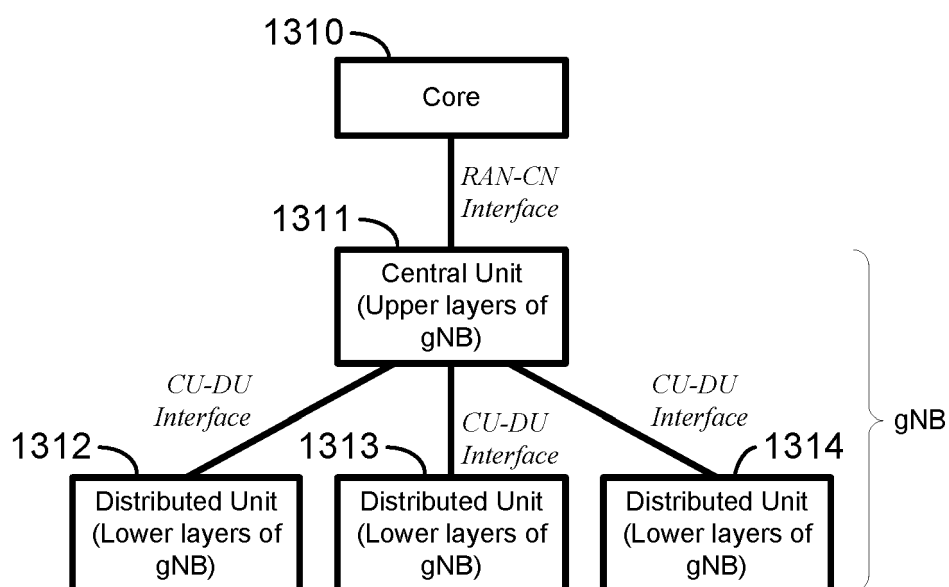 1310
Core
RAN-CN
Interface
1311
Central Unit
(Upper layers of
gNB)
CU-DU
Interface
CU-DU
Interface
CU-DU
Interface
gNB
1312
1313
1314
Distributed Unit
(Lower layers of
gNB)
Distributed Unit
(Lower layers of
gNB)
Distributed Unit
(Lower layers of
gNB)